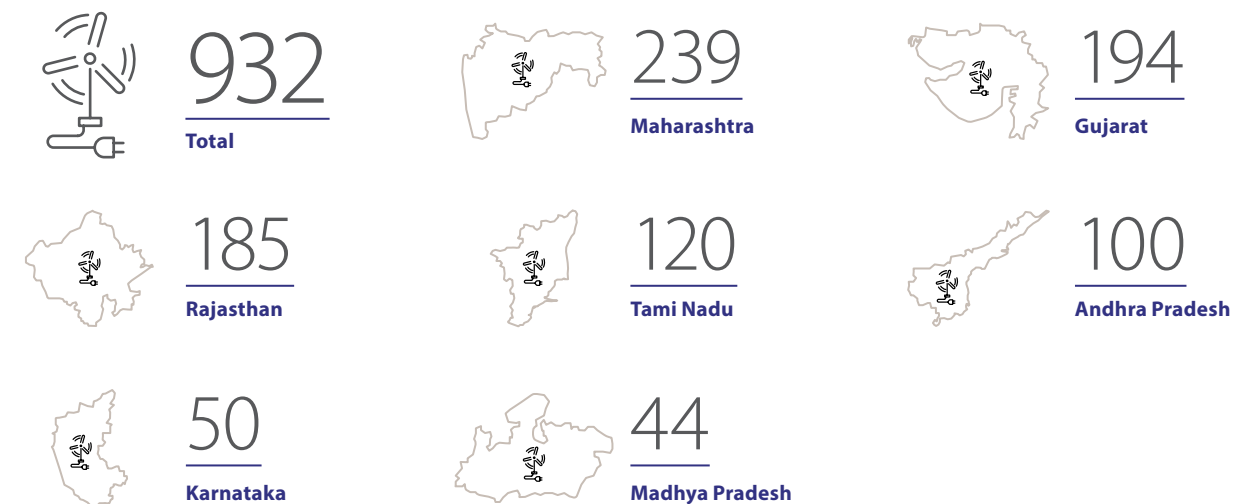 932
Total
239
Maharashtra
194
Gujarat
185
Rajasthan
120
Tami Nadu
100
Andhra Pradesh
50
Karnataka
44
Madhya Pradesh